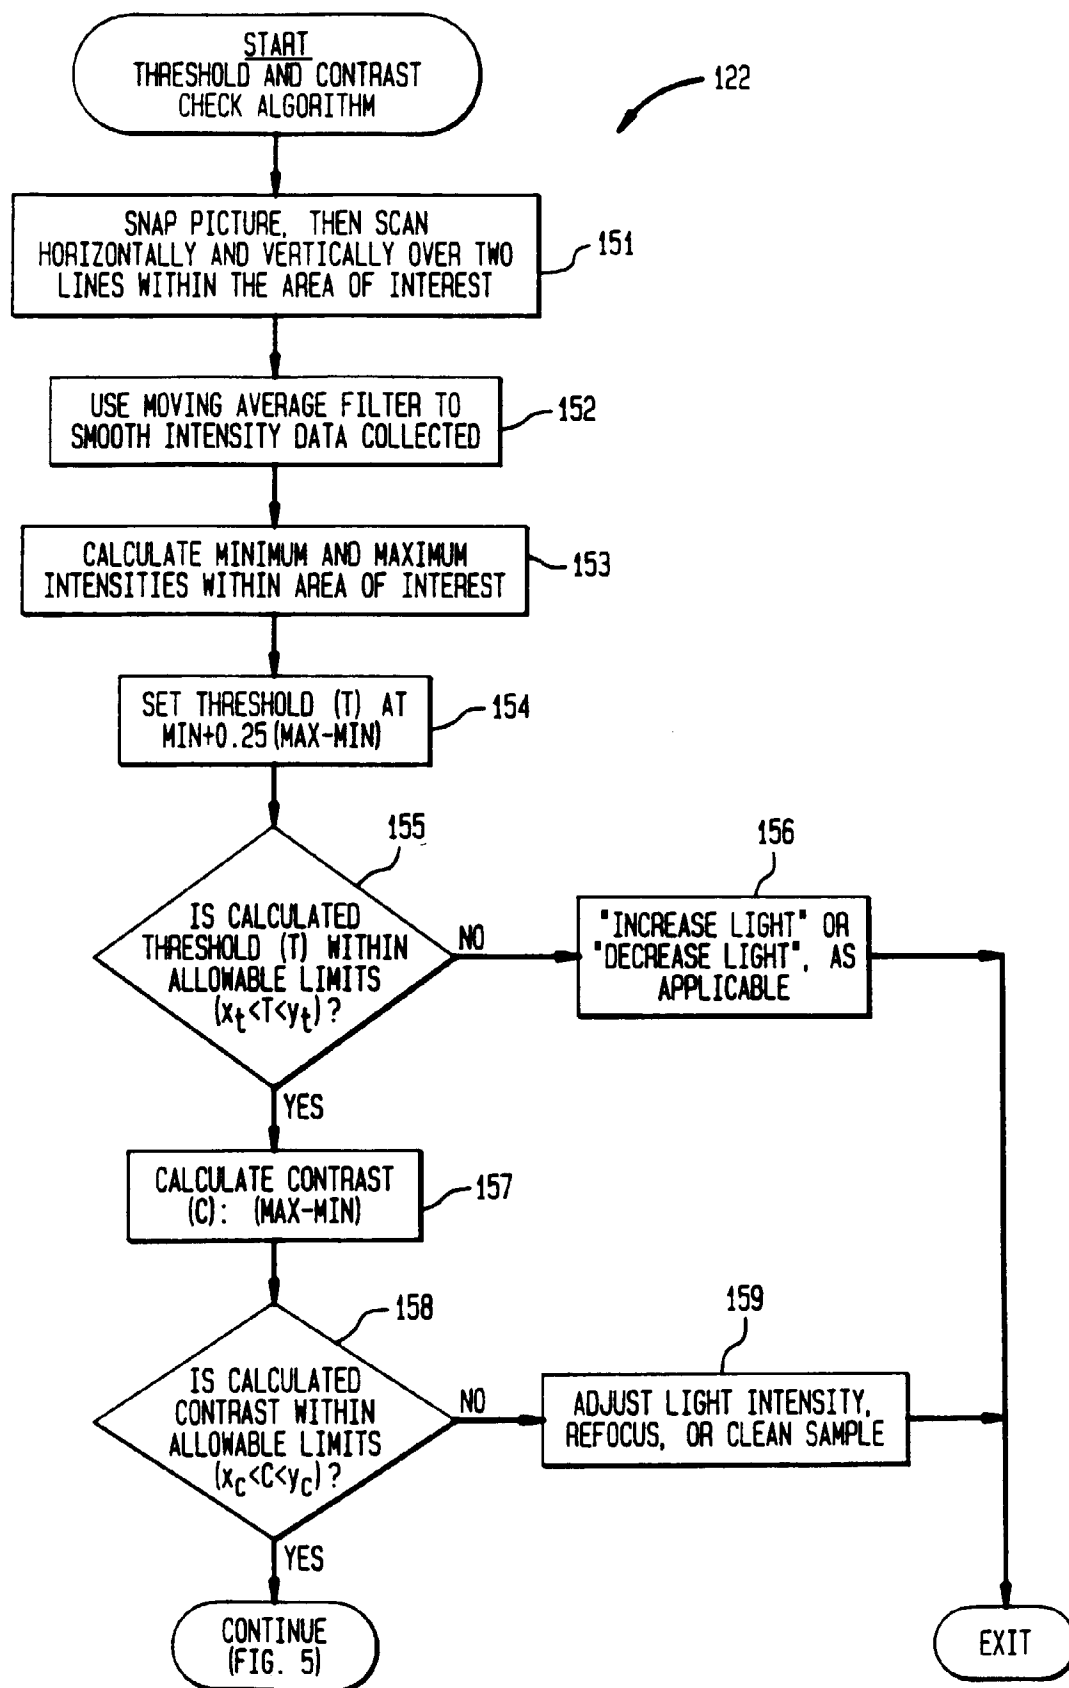 START
THRESHOLD AND CONTRAST
CHECK ALGORITHM
122
SNAP PICTURE, THEN SCAN
HORIZONTALLY AND VERTICALLY OVER TWO
LINES WITHIN THE AREA OF INTEREST
151
USE MOVING AVERAGE FILTER TO
SMOOTH INTENSITY DATA COLLECTED
152
CALCULATE MINIMUM AND MAXIMUM
INTENSITIES WITHIN AREA OF INTEREST
153
SET THRESHOLD (T) AT
MIN+0.25(MAX-MIN)
154
155
IS CALCULATED
THRESHOLD (T) WITHIN
ALLOWABLE LIMITS
(xt<T<yt)?
NO
156
"INCREASE LIGHT" OR
"DECREASE LIGHT", AS
APPLICABLE
YES
CALCULATE CONTRAST
(C): (MAX-MIN)
157
158
IS CALCULATED
CONTRAST WITHIN
ALLOWABLE LIMITS
(xc<C<yc)?
NO
159
ADJUST LIGHT INTENSITY,
REFOCUS, OR CLEAN SAMPLE
YES
CONTINUE
(FIG. 5)
EXIT